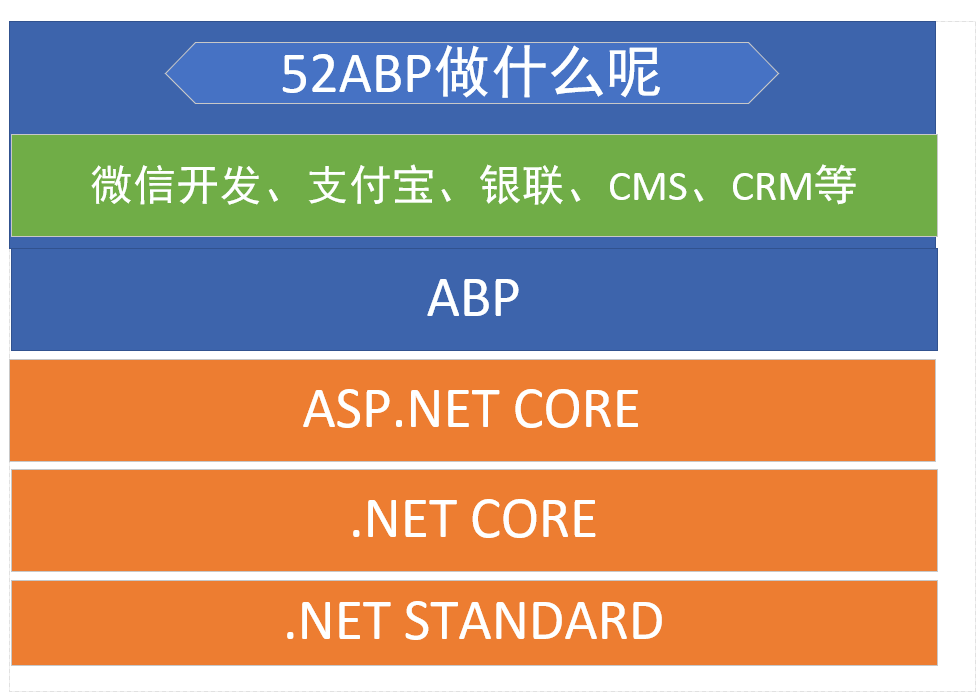 52ABP做什么呢
微信开发、支付宝、银联、CMS、CRM等
ABP
ASP.NET CORE
.NET CORE
.NET STANDARD